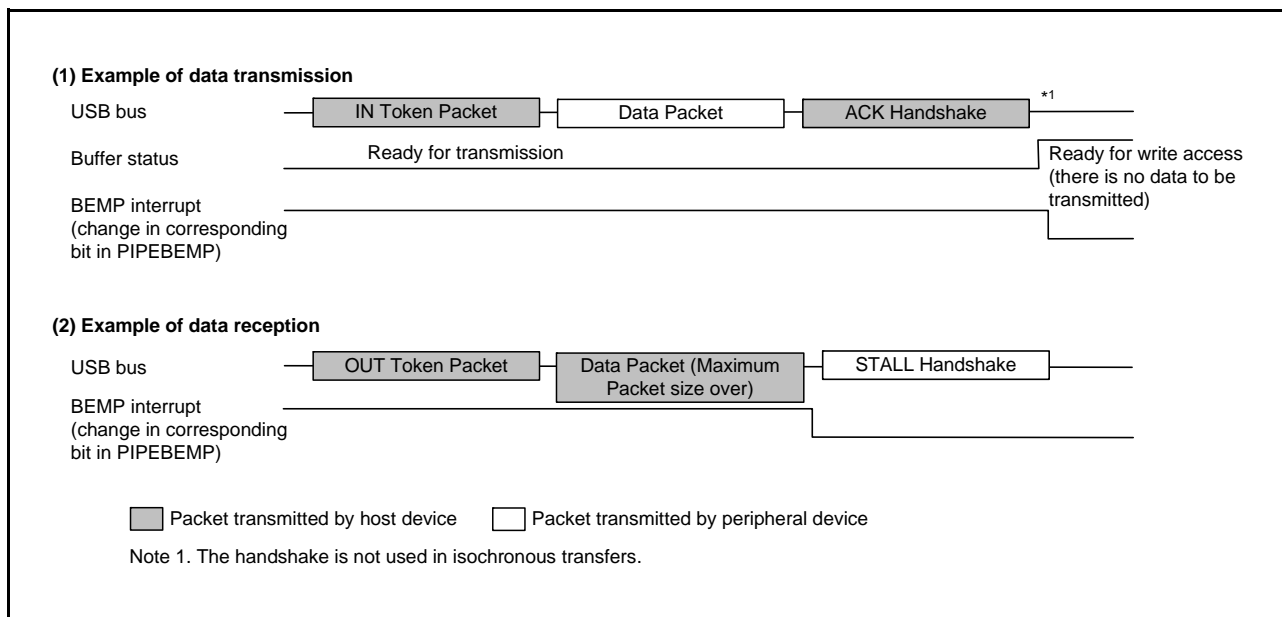 (1) Example of data transmission
USB bus
IN Token Packet
Data Packet
ACK Handshake
*1
Buffer status
Ready for transmission
Ready for write access
(there is no data to be
transmitted)
BEMP interrupt
(change in corresponding
bit in PIPEBEMP)
(2) Example of data reception
USB bus
OUT Token Packet
Data Packet (Maximum
Packet size over)
STALL Handshake
BEMP interrupt
(change in corresponding
bit in PIPEBEMP)
Packet transmitted by host device
Packet transmitted by peripheral device
Note 1. The handshake is not used in isochronous transfers.